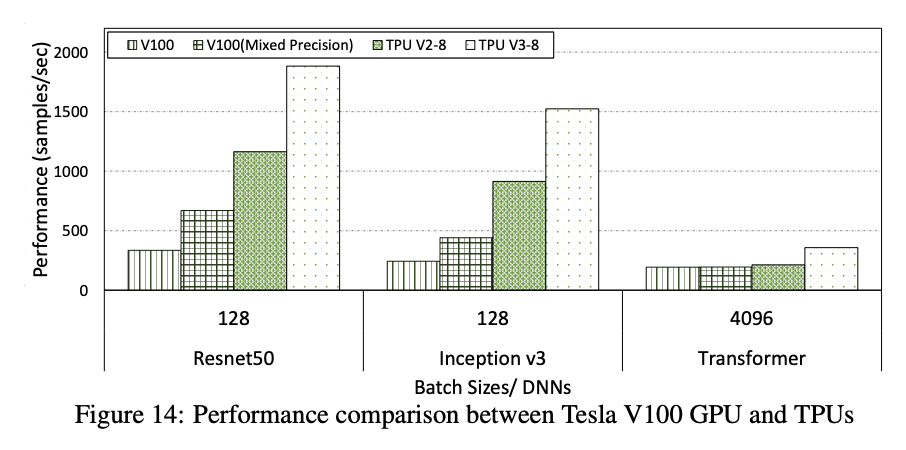 V100 V100(Mixed Precision) TPU V2-8 TPU V3-8
Performance (samples/sec)
2000
1500
1000
500
0
128 128 4096
Resnet50 Inception v3 Transformer
Batch Sizes/ DNNs
Figure 14: Performance comparison between Tesla V100 GPU and TPUs